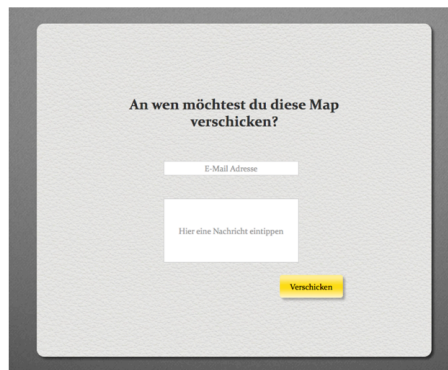 An wen möchtest du diese Map
verschicken?
E-Mail Adresse
Hier eine Nachricht eintippen
Verschicken